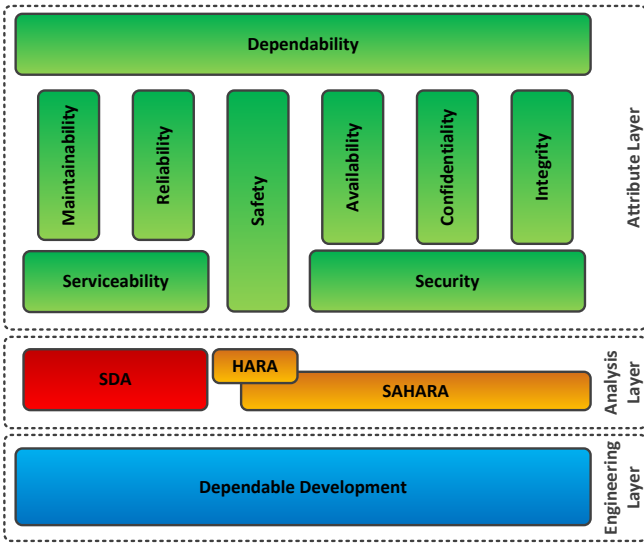 Dependability
Maintainability
Reliability
Safety
Availability
Confidentiality
Integrity
Serviceability
Security
Attribute Layer
SDA
HARA
SAHARA
Analysis
Layer
Dependable Development
Engineering
Layer